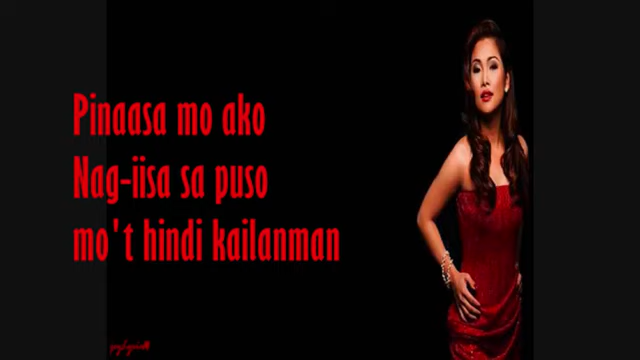 Pinaasa mo ako
Nag-iisa sa puso
mo't hindi kailanman